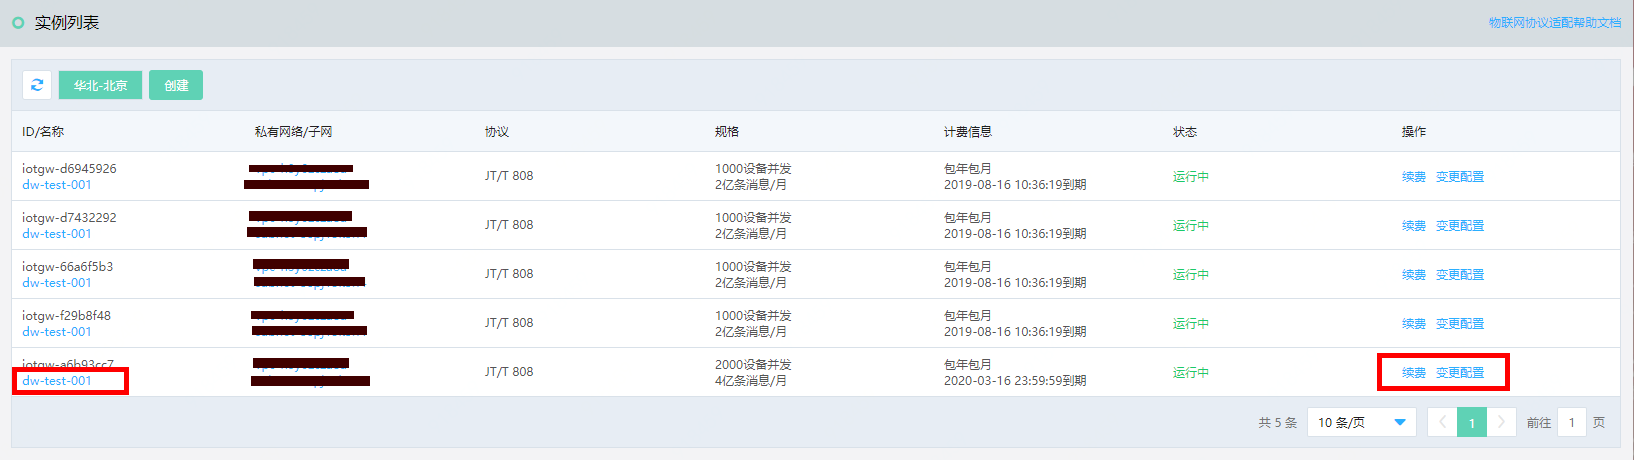 实例列表
物联网协议适配帮助文档
华北-北京
创建
ID/名称 私有网络/子网 协议 规格 计费信息 状态 操作
iotgw-d6945926
dw-test-001
JT/T 808
1000设备并发
2亿条消息/月
包年包月
2019-08-16 10:36:19到期
运行中
续费 变更配置
iotgw-d7432292
dw-test-001
JT/T 808
1000设备并发
2亿条消息/月
包年包月
2019-08-16 10:36:19到期
运行中
续费 变更配置
iotgw-66a6f5b3
dw-test-001
JT/T 808
1000设备并发
2亿条消息/月
包年包月
2019-08-16 10:36:19到期
运行中
续费 变更配置
iotgw-f29b8f48
dw-test-001
JT/T 808
1000设备并发
2亿条消息/月
包年包月
2019-08-16 10:36:19到期
运行中
续费 变更配置
iotgw-a6b93cc7
dw-test-001
JT/T 808
2000设备并发
4亿条消息/月
包年包月
2020-03-16 23:59:59到期
运行中
续费 变更配置
共 5 条 10 条/页 1 前往 1 页